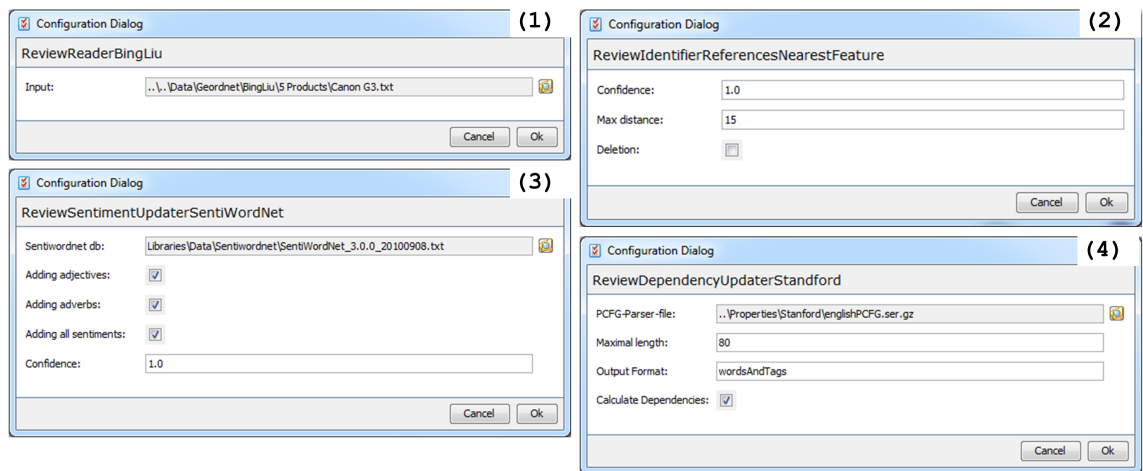 Configuration Dialog
(1)
ReviewReaderBingLiu
Input:
..\..\Data\Geordnet\BingLiu\5 Products\Canon G3.txt
Cancel
Ok
Configuration Dialog
(2)
ReviewIdentifierReferencesNearestFeature
Confidence:
1.0
Max distance:
15
Deletion:
Cancel
Ok
Configuration Dialog
(3)
ReviewSentimentUpdaterSentiWordNet
Sentiwordnet db:
Libraries\Data\Sentiwordnet\SentiWordNet_3.0.0_20100908.txt
Adding adjectives:
Adding adverbs:
Adding all sentiments:
Confidence:
1.0
Cancel
Ok
Configuration Dialog
(4)
ReviewDependencyUpdaterStandford
PCFG-Parser-file:
..\Properties\Stanford\englishPCFG.ser.gz
Maximal length:
80
Output Format:
wordsAndTags
Calculate Dependencies:
Cancel
Ok